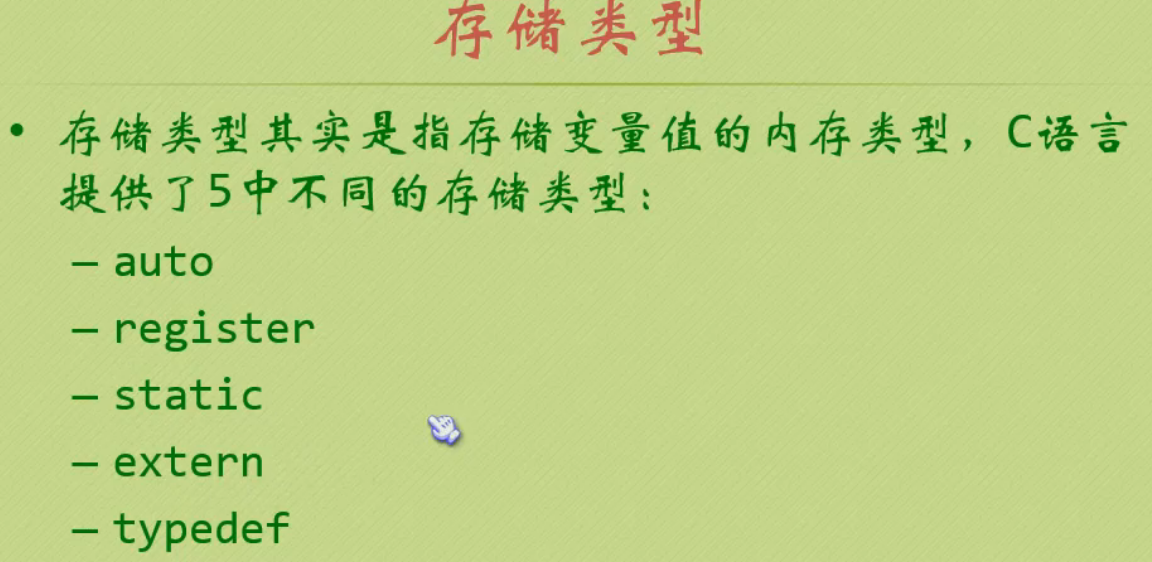 存储类型
• 存储类型其实是指存储变量值的内存类型，C语言
提供了5中不同的存储类型：
– auto
– register
– static
– extern
– typedef